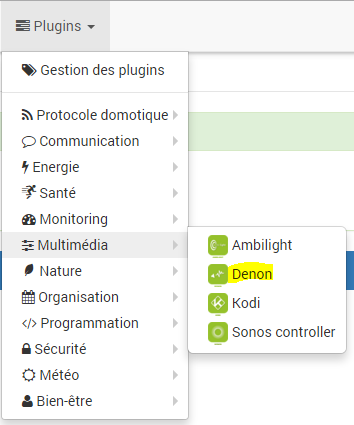 Plugins
Gestion des plugins
Protocole domotique
Communication
Energie
Santé
Monitoring
Multimédia
Nature
Organisation
Programmation
Sécurité
Météo
Bien-être
Ambilight
Denon
Kodi
Sonos controller